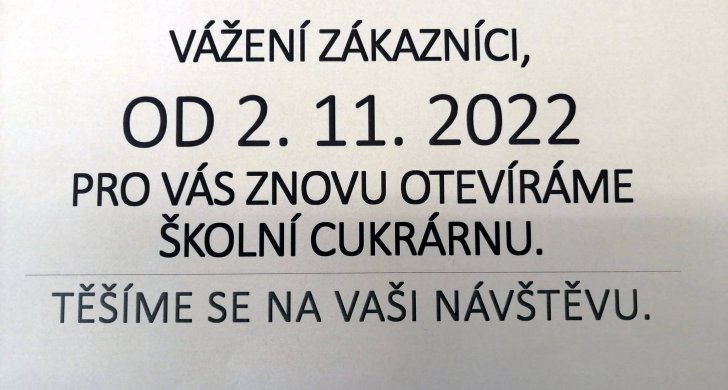 VÁŽENÍ ZÁKAZNÍCI,
OD 2. 11. 2022
PRO VÁS ZNOVU OTEVÍRÁME
ŠKOLNÍ CUKRÁRNU.
TĚŠÍME SE NA VAŠI NÁVŠTĚVU.